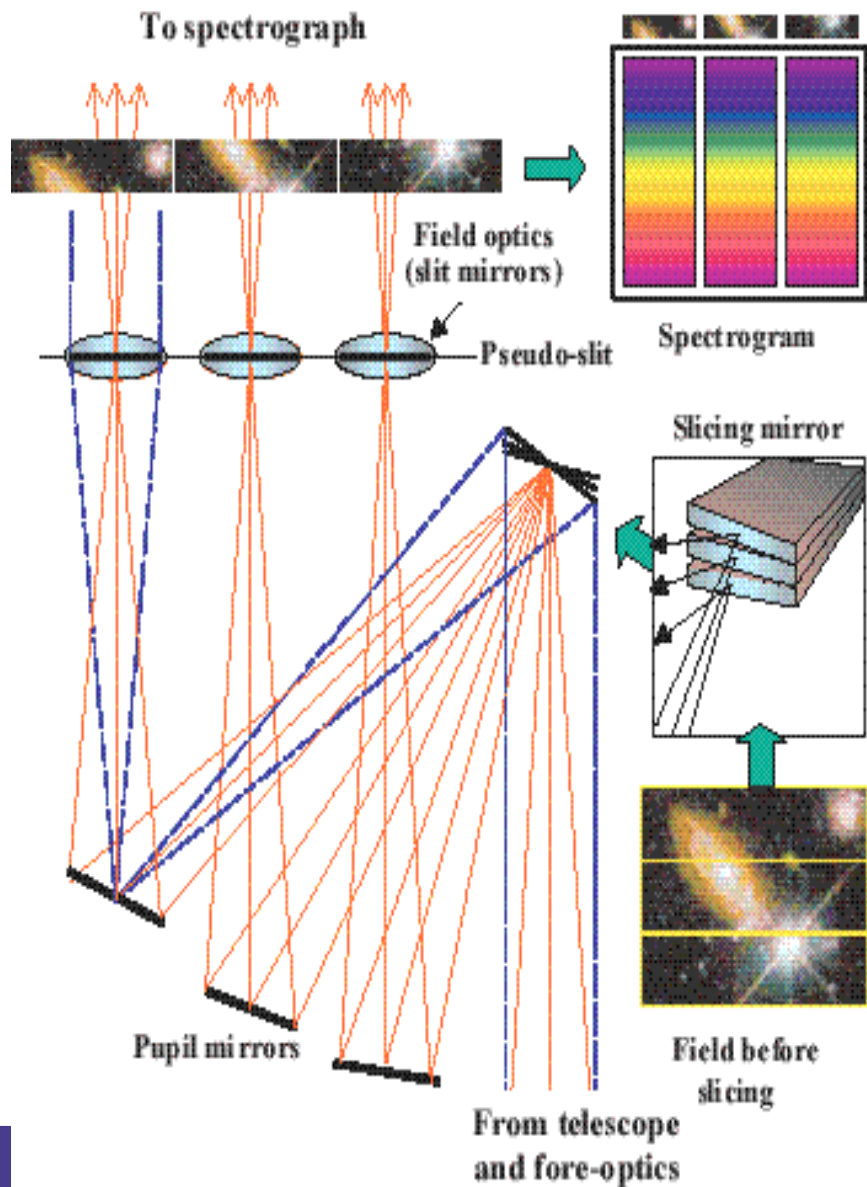 To spectrograph
Field optics
(slit mirrors)
Pseudo-slit
Spectrogram
Slicing mirror
Pupil mirrors
Field before
slicing
From telescope
and fore-optics